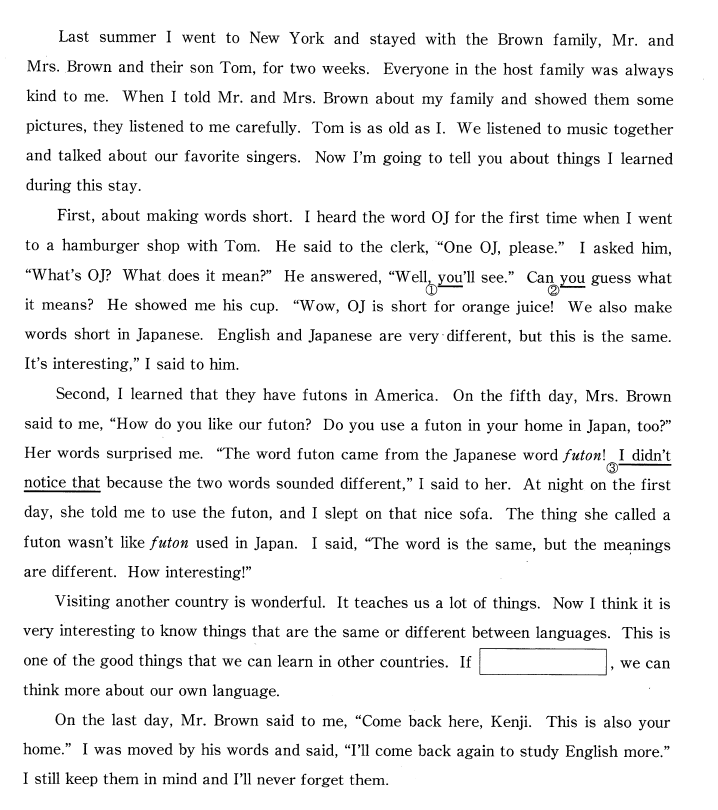 Last summer I went to New York and stayed with the Brown family, Mr. and
Mrs. Brown and their son Tom, for two weeks. Everyone in the host family was always
kind to me. When I told Mr. and Mrs. Brown about my family and showed them some
pictures, they listened to me carefully. Tom is as old as I. We listened to music together
and talked about our favorite singers. Now I'm going to tell you about things I learned
during this stay.
First, about making words short. I heard the word OJ for the first time when I went
to a hamburger shop with Tom. He said to the clerk, “One OJ, please.” I asked him,
“What's OJ? What does it mean?” He answered, “Well, you'll see.” Can you guess what
① ②
it means? He showed me his cup. “Wow, OJ is short for orange juice! We also make
words short in Japanese. English and Japanese are very different, but this is the same.
It's interesting,” I said to him.
Second, I learned that they have futons in America. On the fifth day, Mrs. Brown
said to me, “How do you like our futon? Do you use a futon in your home in Japan, too?”
Her words surprised me. “The word futon came from the Japanese word futon! I didn't
③
notice that because the two words sounded different,” I said to her. At night on the first
day, she told me to use the futon, and I slept on that nice sofa. The thing she called a
futon wasn't like futon used in Japan. I said, “The word is the same, but the meanings
are different. How interesting!”
Visiting another country is wonderful. It teaches us a lot of things. Now I think it is
very interesting to know things that are the same or different between languages. This is
one of the good things that we can learn in other countries. If , we can
think more about our own language.
On the last day, Mr. Brown said to me, “Come back here, Kenji. This is also your
home.” I was moved by his words and said, “I'll come back again to study English more.”
I still keep them in mind and I'll never forget them.